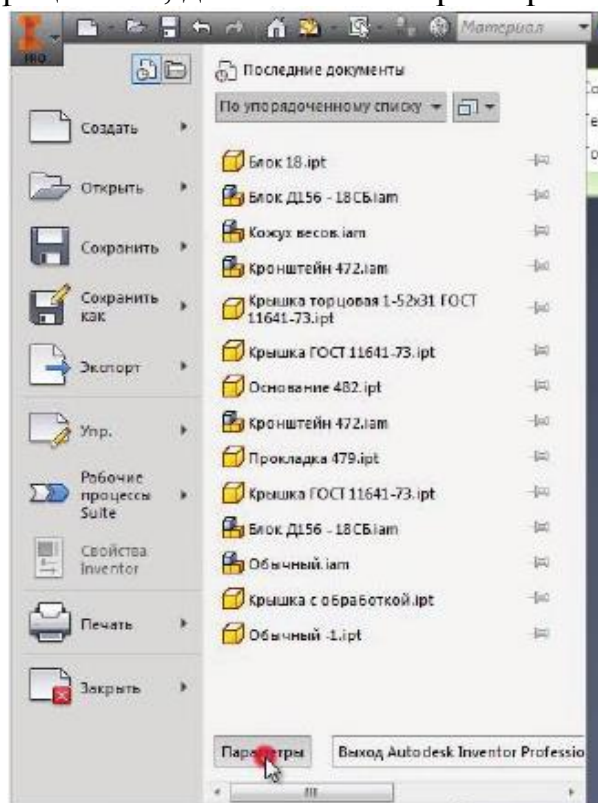 PRO
Материал
Последние документы
По упорядоченному списку
Создать
Открыть
Сохранить
Сохранить
как
Экспорт
Упр.
Рабочие
процессы
Suite
Свойства
Inventor
Печать
Закрыть
Блок 18.ipt
Блок Д156 - 18СБ.iam
Кожух весов.iam
Кронштейн 472.iam
Крышка торцовая 1-52x31 ГОСТ
11641-73.ipt
Крышка ГОСТ 11641-73.ipt
Основание 482.ipt
Кронштейн 472.iam
Прокладка 479.ipt
Крышка ГОСТ 11641-73.ipt
Блок Д156 - 18СБ.iam
Обычный.iam
Крышка с обработкой.ipt
Обычный -1.ipt
Параметры
Выход Autodesk Inventor Professio